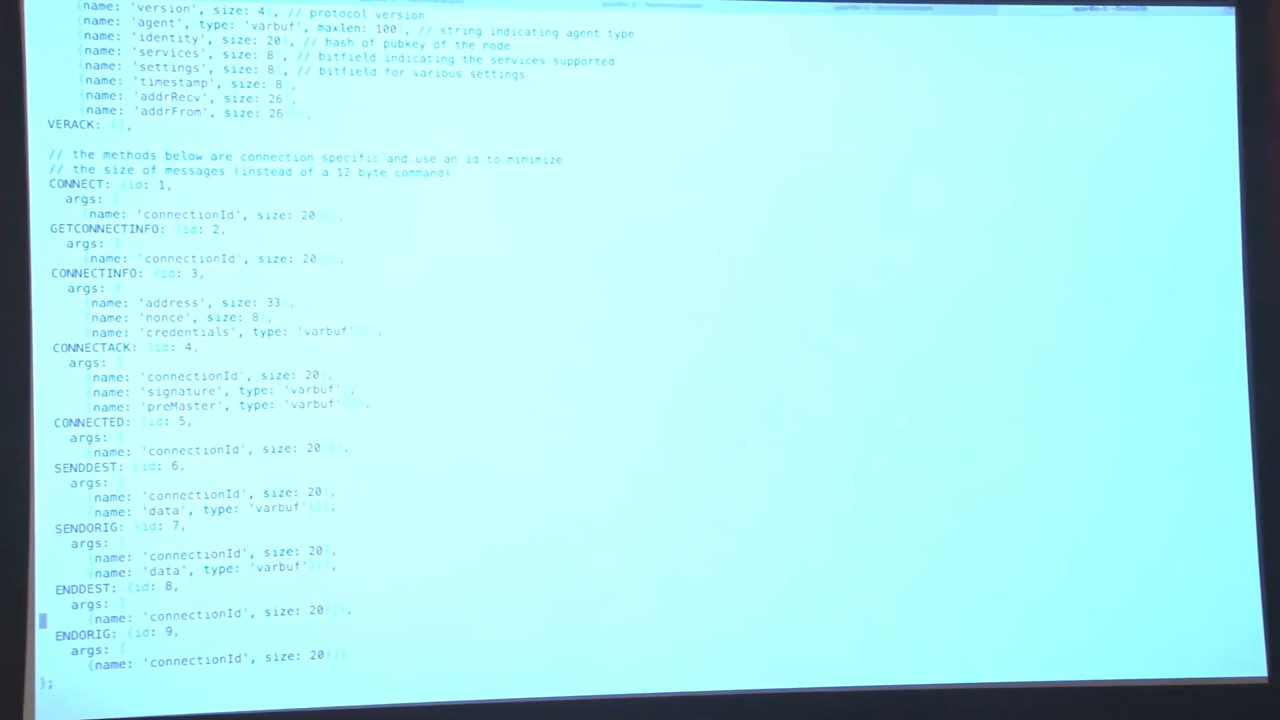 {name: 'version', size: 4}, // protocol version
{name: 'agent', type: 'varbuf', maxlen: 100}, // string indicating agent type
{name: 'identity', size: 20}, // hash of pubkey of the node
{name: 'services', size: 8}, // bitfield indicating the services supported
{name: 'settings', size: 8}, // bitfield for various settings
{name: 'timestamp', size: 8},
{name: 'addrRecv', size: 26},
{name: 'addrFrom', size: 26}]},
VERACK: {},
// the methods below are connection specific and use an id to minimize
// the size of messages (instead of a 12 byte command)
CONNECT: {id: 1,
args: [
{name: 'connectionId', size: 20}]},
GETCONNECTINFO: {id: 2,
args: [
{name: 'connectionId', size: 20}]},
CONNECTINFO: {id: 3,
args: [
{name: 'address', size: 33},
{name: 'nonce', size: 8},
{name: 'credentials', type: 'varbuf'}]},
CONNECTACK: {id: 4,
args: [
{name: 'connectionId', size: 20},
{name: 'signature', type: 'varbuf'},
{name: 'preMaster', type: 'varbuf'}]},
CONNECTED: {id: 5,
args: [
{name: 'connectionId', size: 20}]},
SENDDEST: {id: 6,
args: [
{name: 'connectionId', size: 20},
{name: 'data', type: 'varbuf'}]},
SENDORIG: {id: 7,
args: [
{name: 'connectionId', size: 20},
{name: 'data', type: 'varbuf'}]},
ENDDEST: {id: 8,
args: [
{name: 'connectionId', size: 20}]},
ENDORIG: {id: 9,
args: [
{name: 'connectionId', size: 20}]}
};